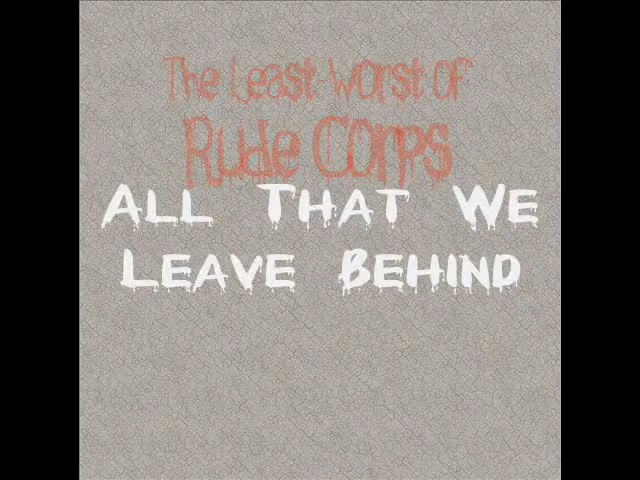 The Least-Worst of
Rude Corps
All That We
Leave Behind